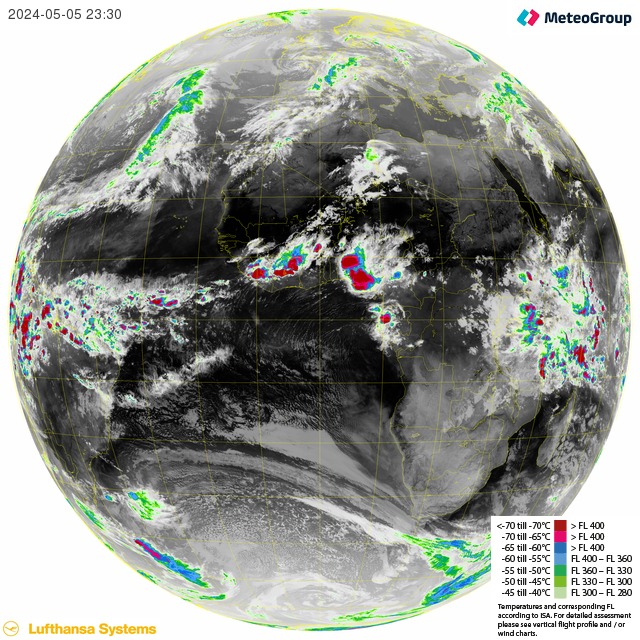 2024-05-05 23:30
MeteoGroup
<-70 till -70°C > FL 400
-70 till -65°C > FL 400
-65 till -60°C > FL 400
-60 till -55°C FL 400 – FL 360
-55 till -50°C FL 360 – FL 330
-50 till -45°C FL 330 – FL 300
-45 till -40°C FL 300 – FL 280
Temperatures and corresponding FL
according to ISA. For detailed assessment
please see vertical flight profile and / or
wind charts.
Lufthansa Systems